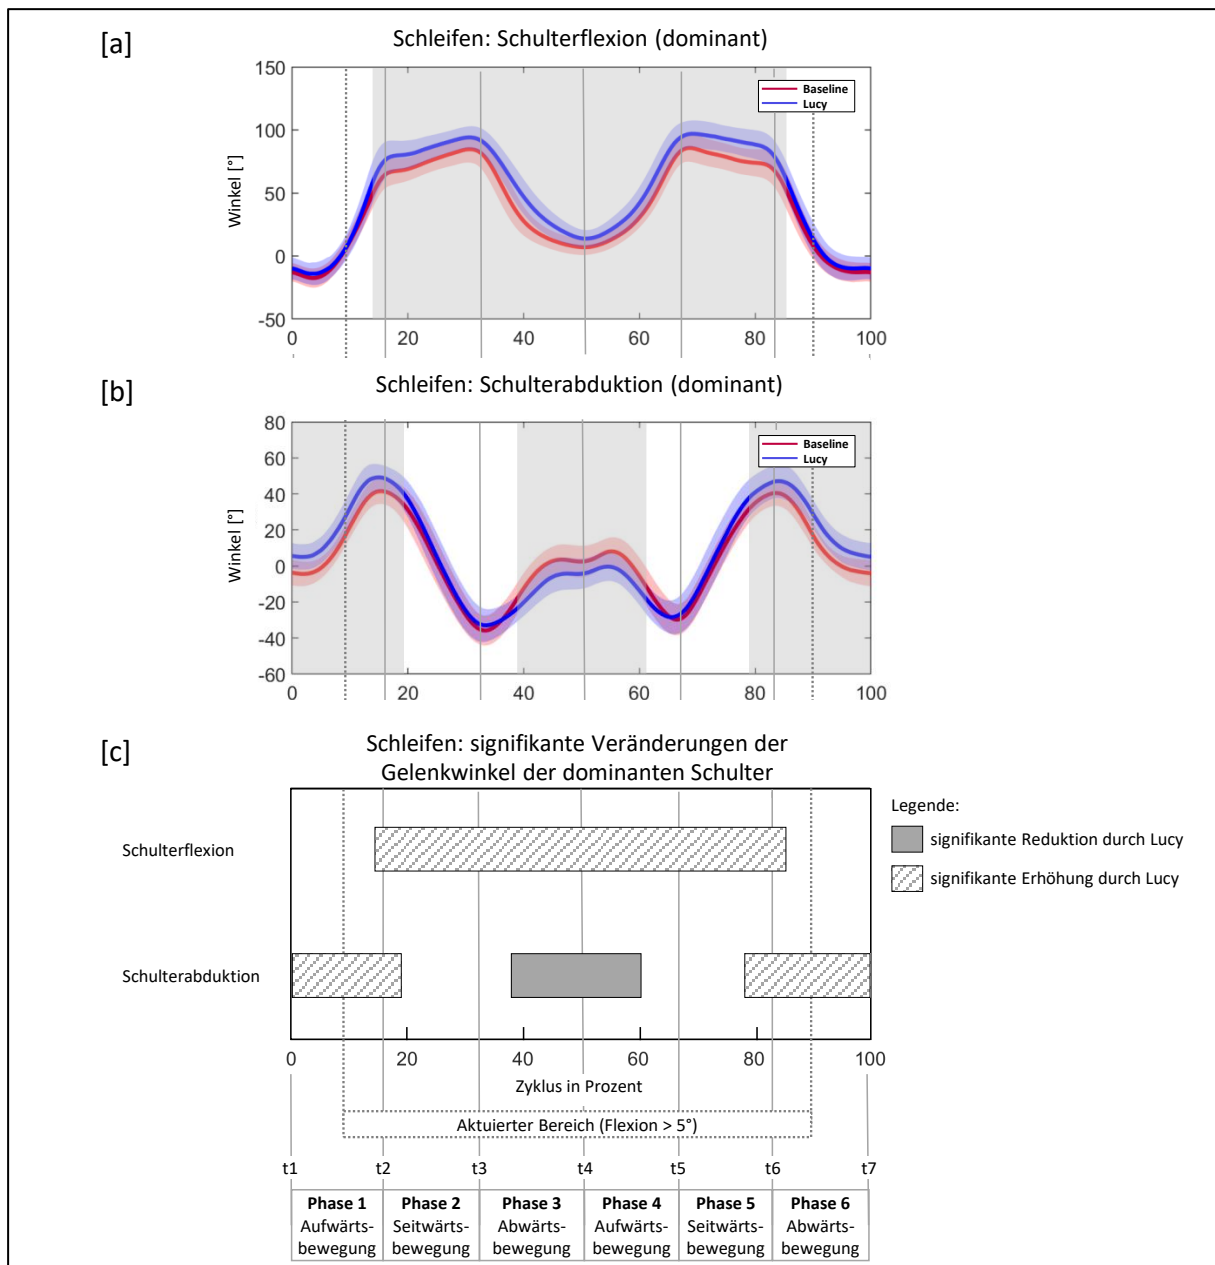 [a]
Schleifen: Schulterflexion (dominant)
150
100
50
0
-50
Winkel [°]
Baseline
Lucy
0 20 40 60 80 100
[b]
Schleifen: Schulterabduktion (dominant)
80
60
40
20
0
-20
-40
-60
Winkel [°]
Baseline
Lucy
0 20 40 60 80 100
[c]
Schleifen: signifikante Veränderungen der
Gelenkwinkel der dominanten Schulter
Schulterflexion
Schulterabduktion
Legende:
signifikante Reduktion durch Lucy
signifikante Erhöhung durch Lucy
0 20 40 60 80 100
Zyklus in Prozent
Aktuierter Bereich (Flexion > 5°)
t1 t2 t3 t4 t5 t6 t7
Phase 1 Phase 2 Phase 3 Phase 4 Phase 5 Phase 6
Aufwärts- Seitwärts- Abwärts- Aufwärts- Seitwärts- Abwärts-
bewegung bewegung bewegung bewegung bewegung bewegung